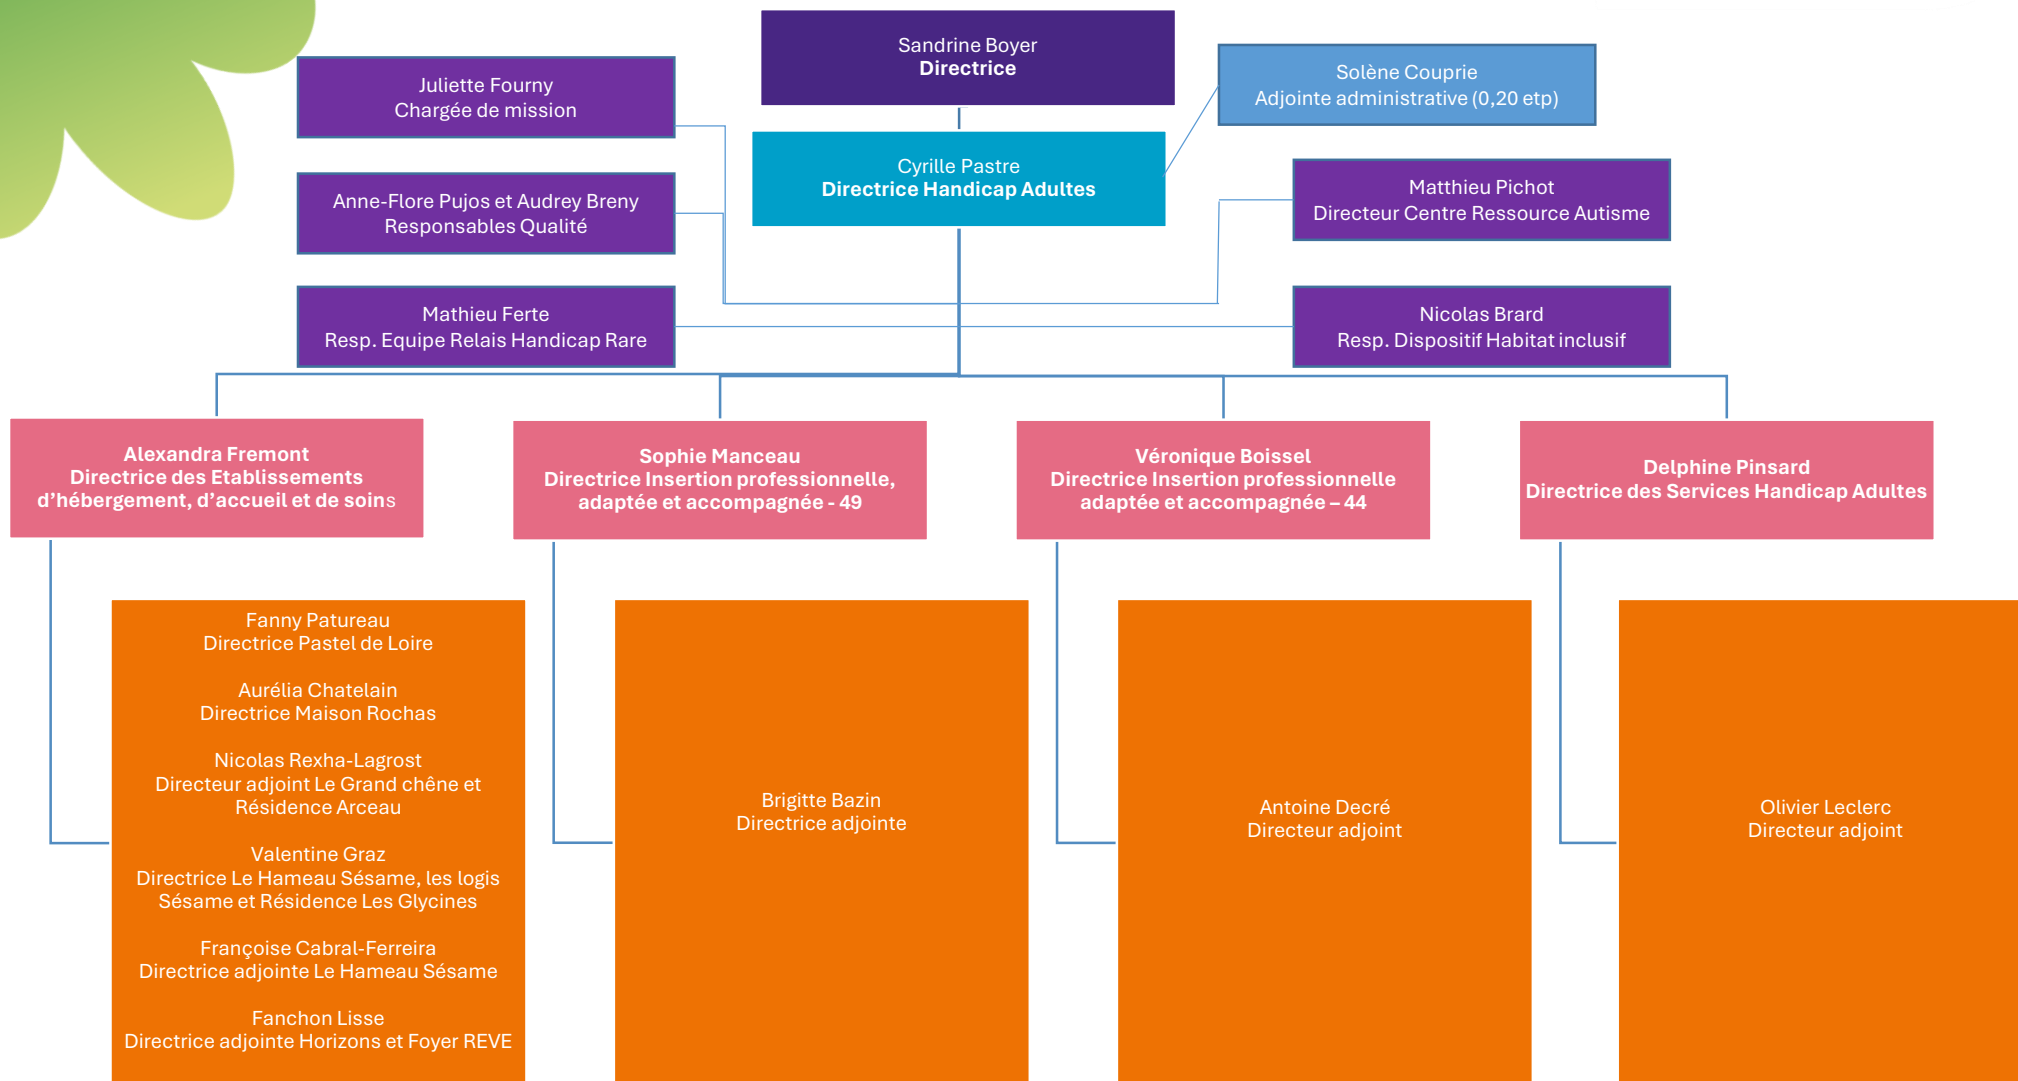 Sandrine Boyer
Directrice
Juliette Fourny
Chargée de mission
Solène Couprie
Adjointe administrative (0,20 etp)
Cyrille Pastre
Directrice Handicap Adultes
Anne-Flore Pujos et Audrey Breny
Responsables Qualité
Matthieu Pichot
Directeur Centre Ressource Autisme
Mathieu Ferte
Resp. Equipe Relais Handicap Rare
Nicolas Brard
Resp. Dispositif Habitat inclusif
Alexandra Fremont
Directrice des Etablissements
d’hébergement, d’accueil et de soins
Sophie Manceau
Directrice Insertion professionnelle,
adaptée et accompagnée - 49
Véronique Boissel
Directrice Insertion professionnelle
adaptée et accompagnée – 44
Delphine Pinsard
Directrice des Services Handicap Adultes
Fanny Patureau
Directrice Pastel de Loire
Aurélia Chatelain
Directrice Maison Rochas
Nicolas Rexha-Lagrost
Directeur adjoint Le Grand chêne et
Résidence Arceau
Valentine Graz
Directrice Le Hameau Sésame, les logis
Sésame et Résidence Les Glycines
Françoise Cabral-Ferreira
Directrice adjointe Le Hameau Sésame
Fanchon Lisse
Directrice adjointe Horizons et Foyer REVE
Brigitte Bazin
Directrice adjointe
Antoine Decré
Directeur adjoint
Olivier Leclerc
Directeur adjoint